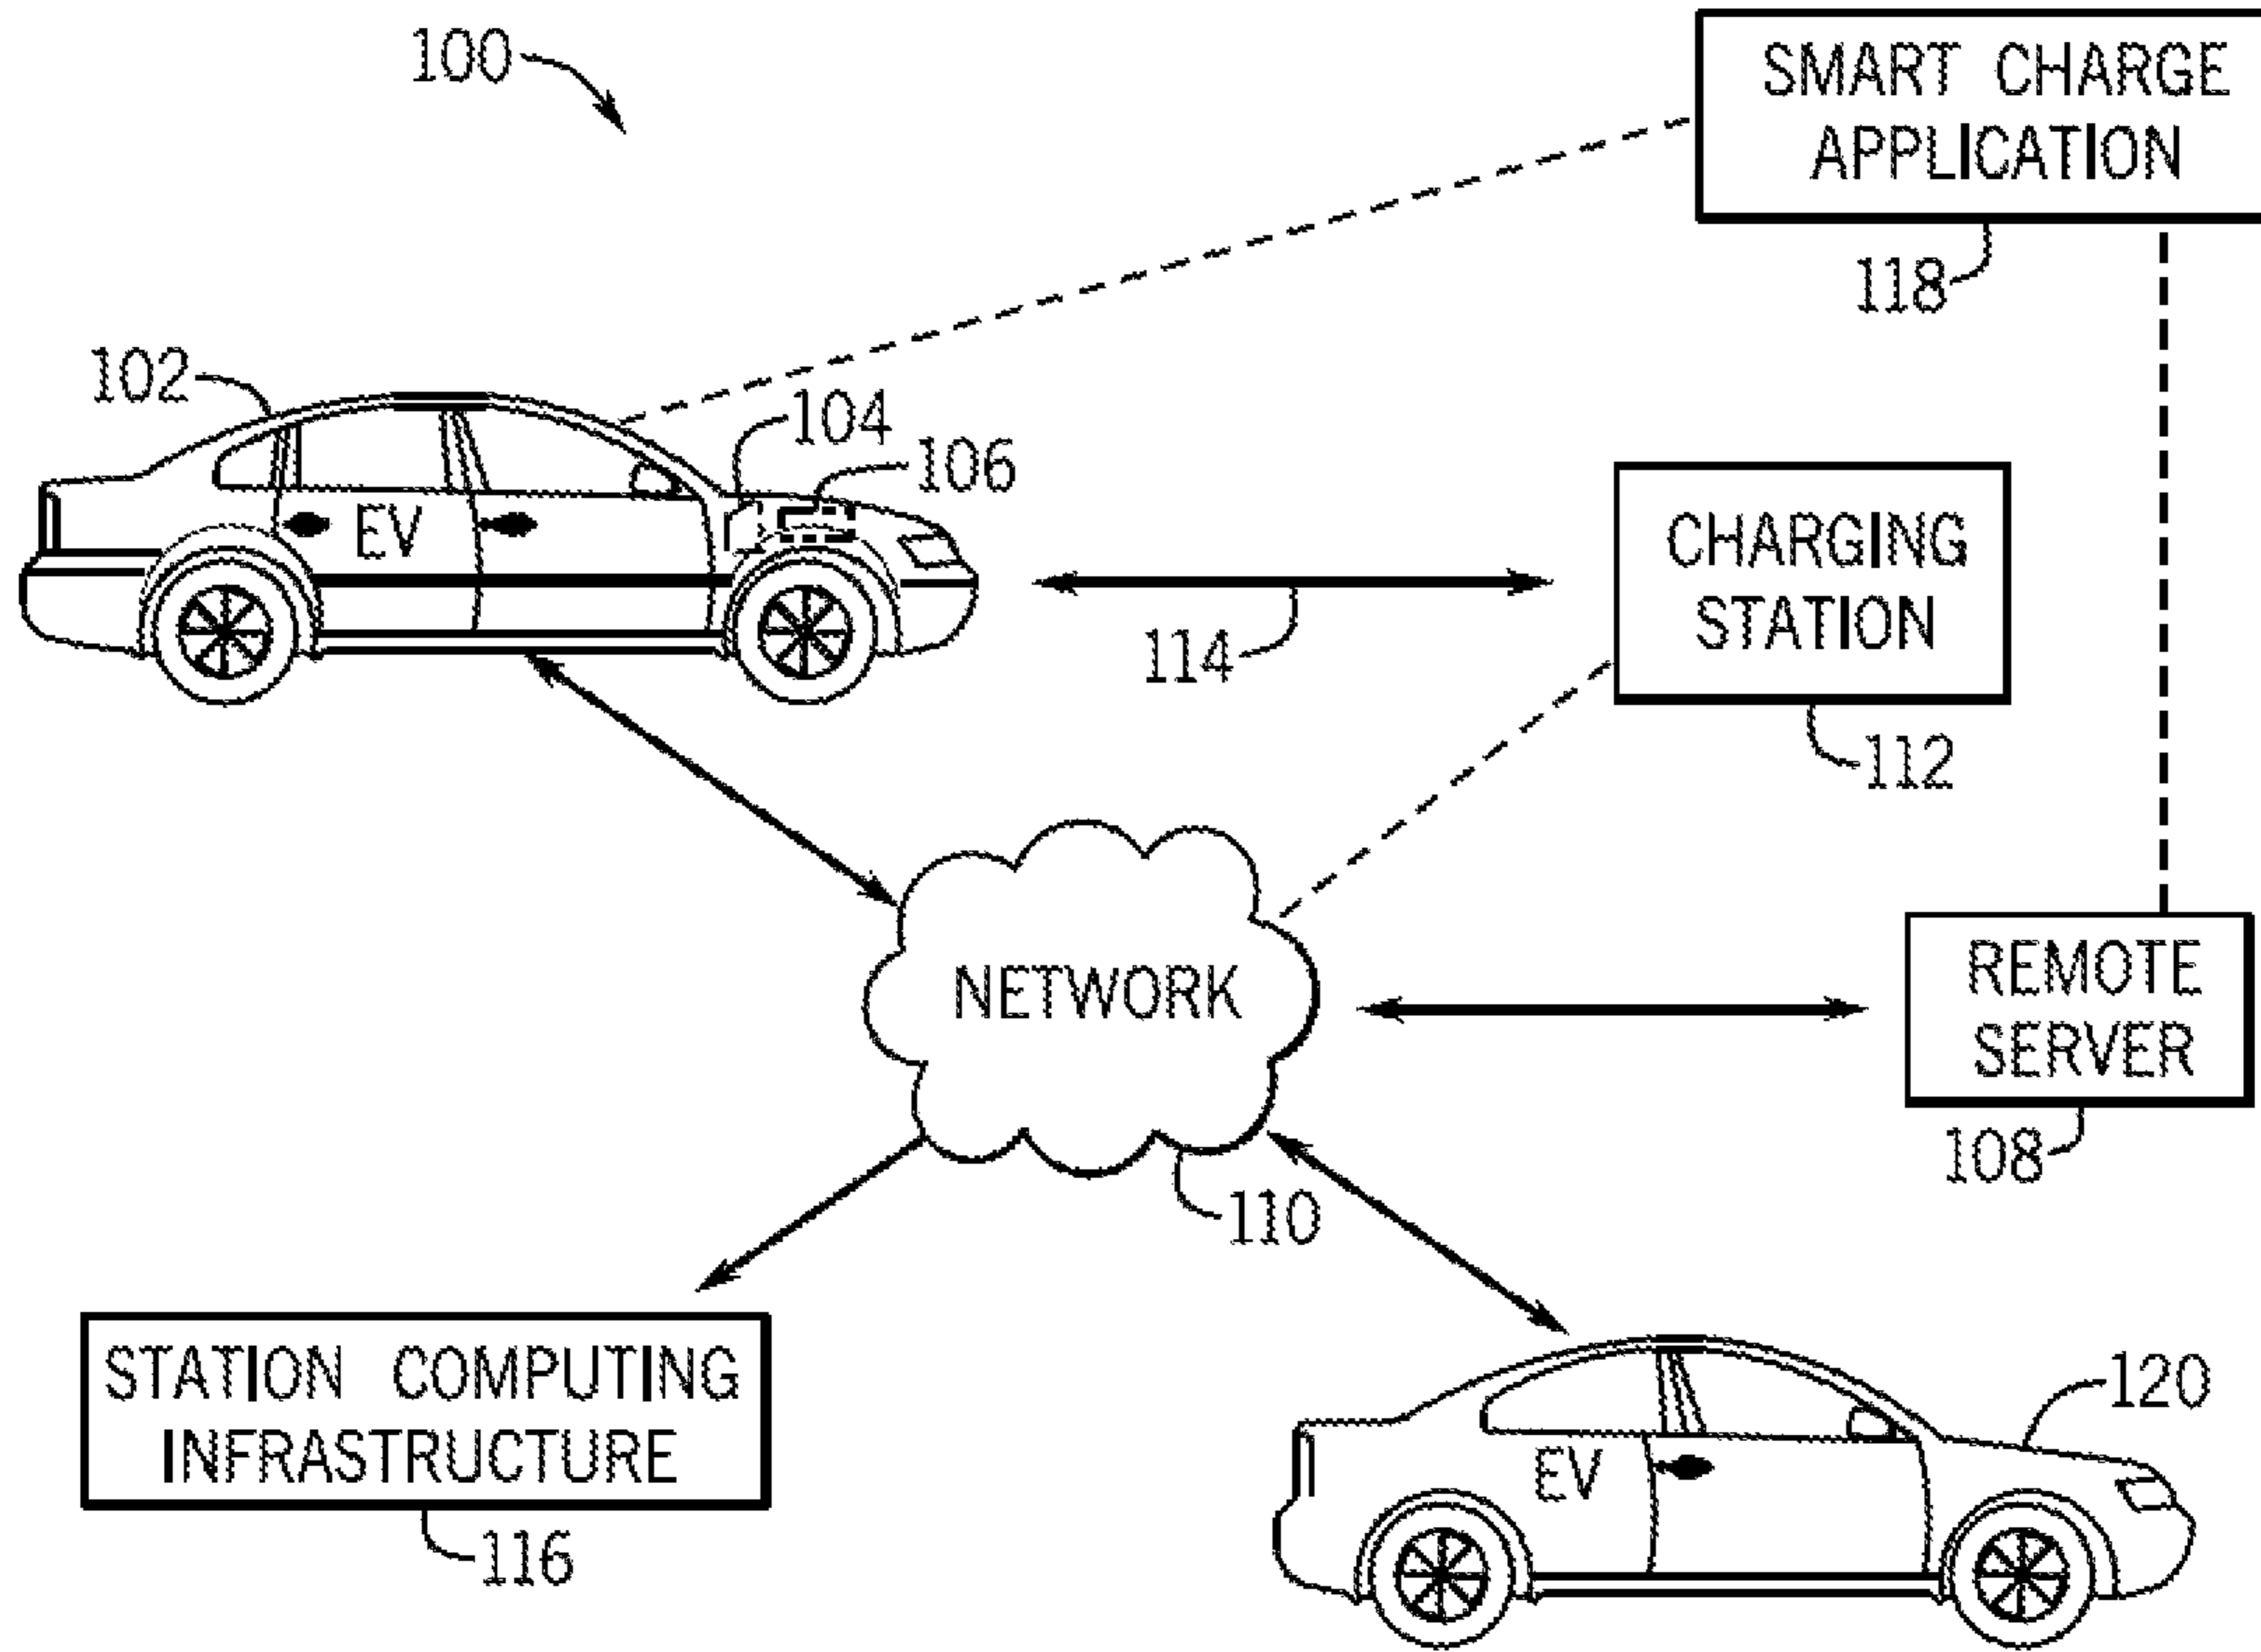 100
SMART CHARGE
APPLICATION
118
102
104
106
EV
CHARGING
STATION
114
112
NETWORK
REMOTE
SERVER
108
110
STATION COMPUTING
INFRASTRUCTURE
116
120
EV